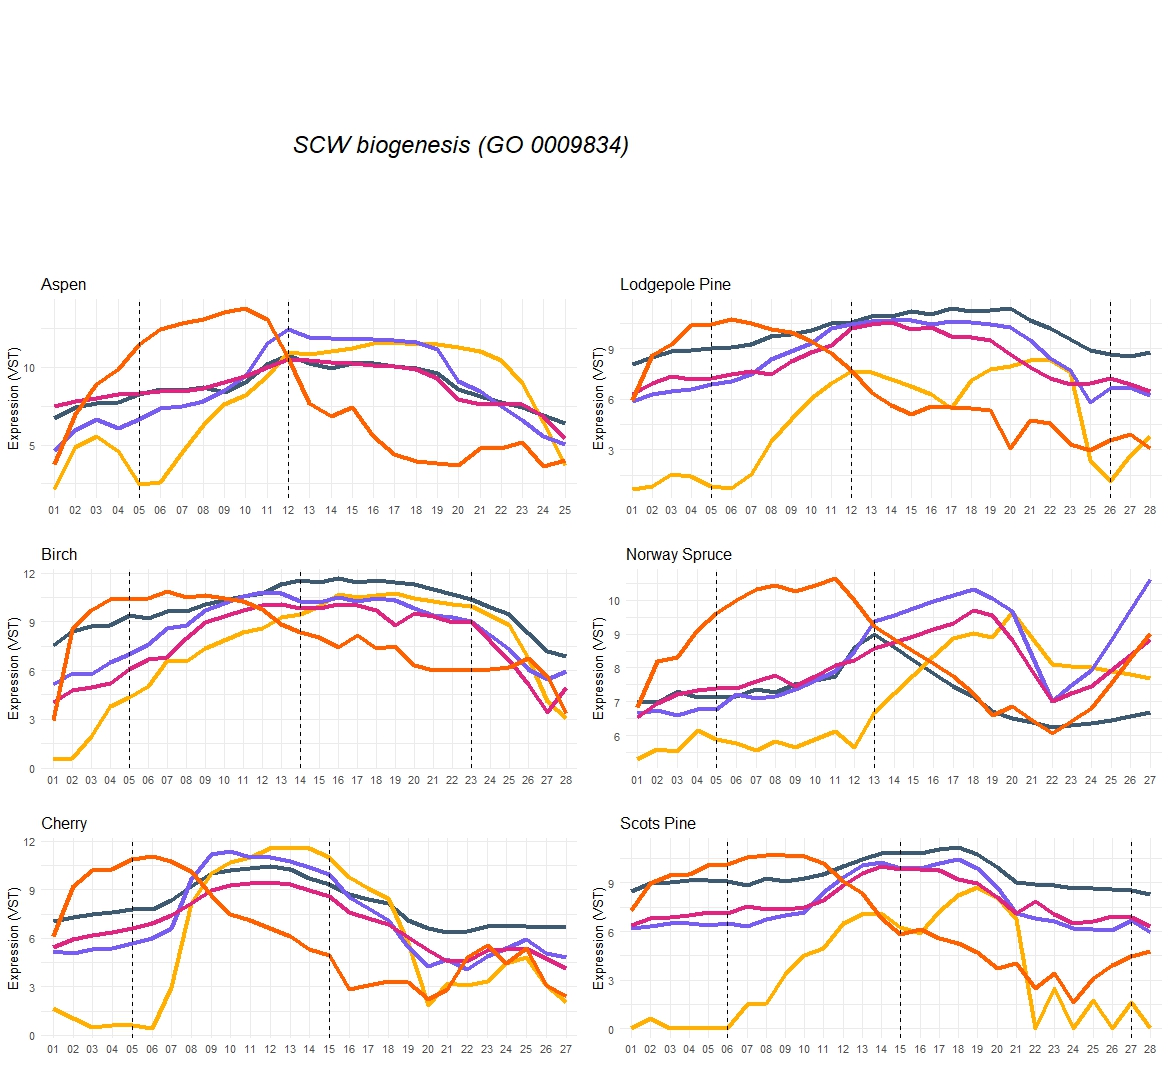 SCW biogenesis (GO 0009834)
Aspen
Expression (VST)
10
5
01 02 03 04 05 06 07 08 09 10 11 12 13 14 15 16 17 18 19 20 21 22 23 24 25
Lodgepole Pine
Expression (VST)
9
6
3
01 02 03 04 05 06 07 08 09 10 11 12 13 14 15 16 17 18 19 20 21 22 23 24 25 26 27 28
Birch
Expression (VST)
12
9
6
3
0
01 02 03 04 05 06 07 08 09 10 11 12 13 14 15 16 17 18 19 20 21 22 23 24 25 26 27 28
Norway Spruce
Expression (VST)
10
9
8
7
6
01 02 03 04 05 06 07 08 09 10 11 12 13 14 15 16 17 18 19 20 21 22 23 24 25 26 27
Cherry
Expression (VST)
12
9
6
3
0
01 02 03 04 05 06 07 08 09 10 11 12 13 14 15 16 17 18 19 20 21 22 23 24 25 26 27
Scots Pine
Expression (VST)
9
6
3
0
01 02 03 04 05 06 07 08 09 10 11 12 13 14 15 16 17 18 19 20 21 22 23 24 25 26 27 28